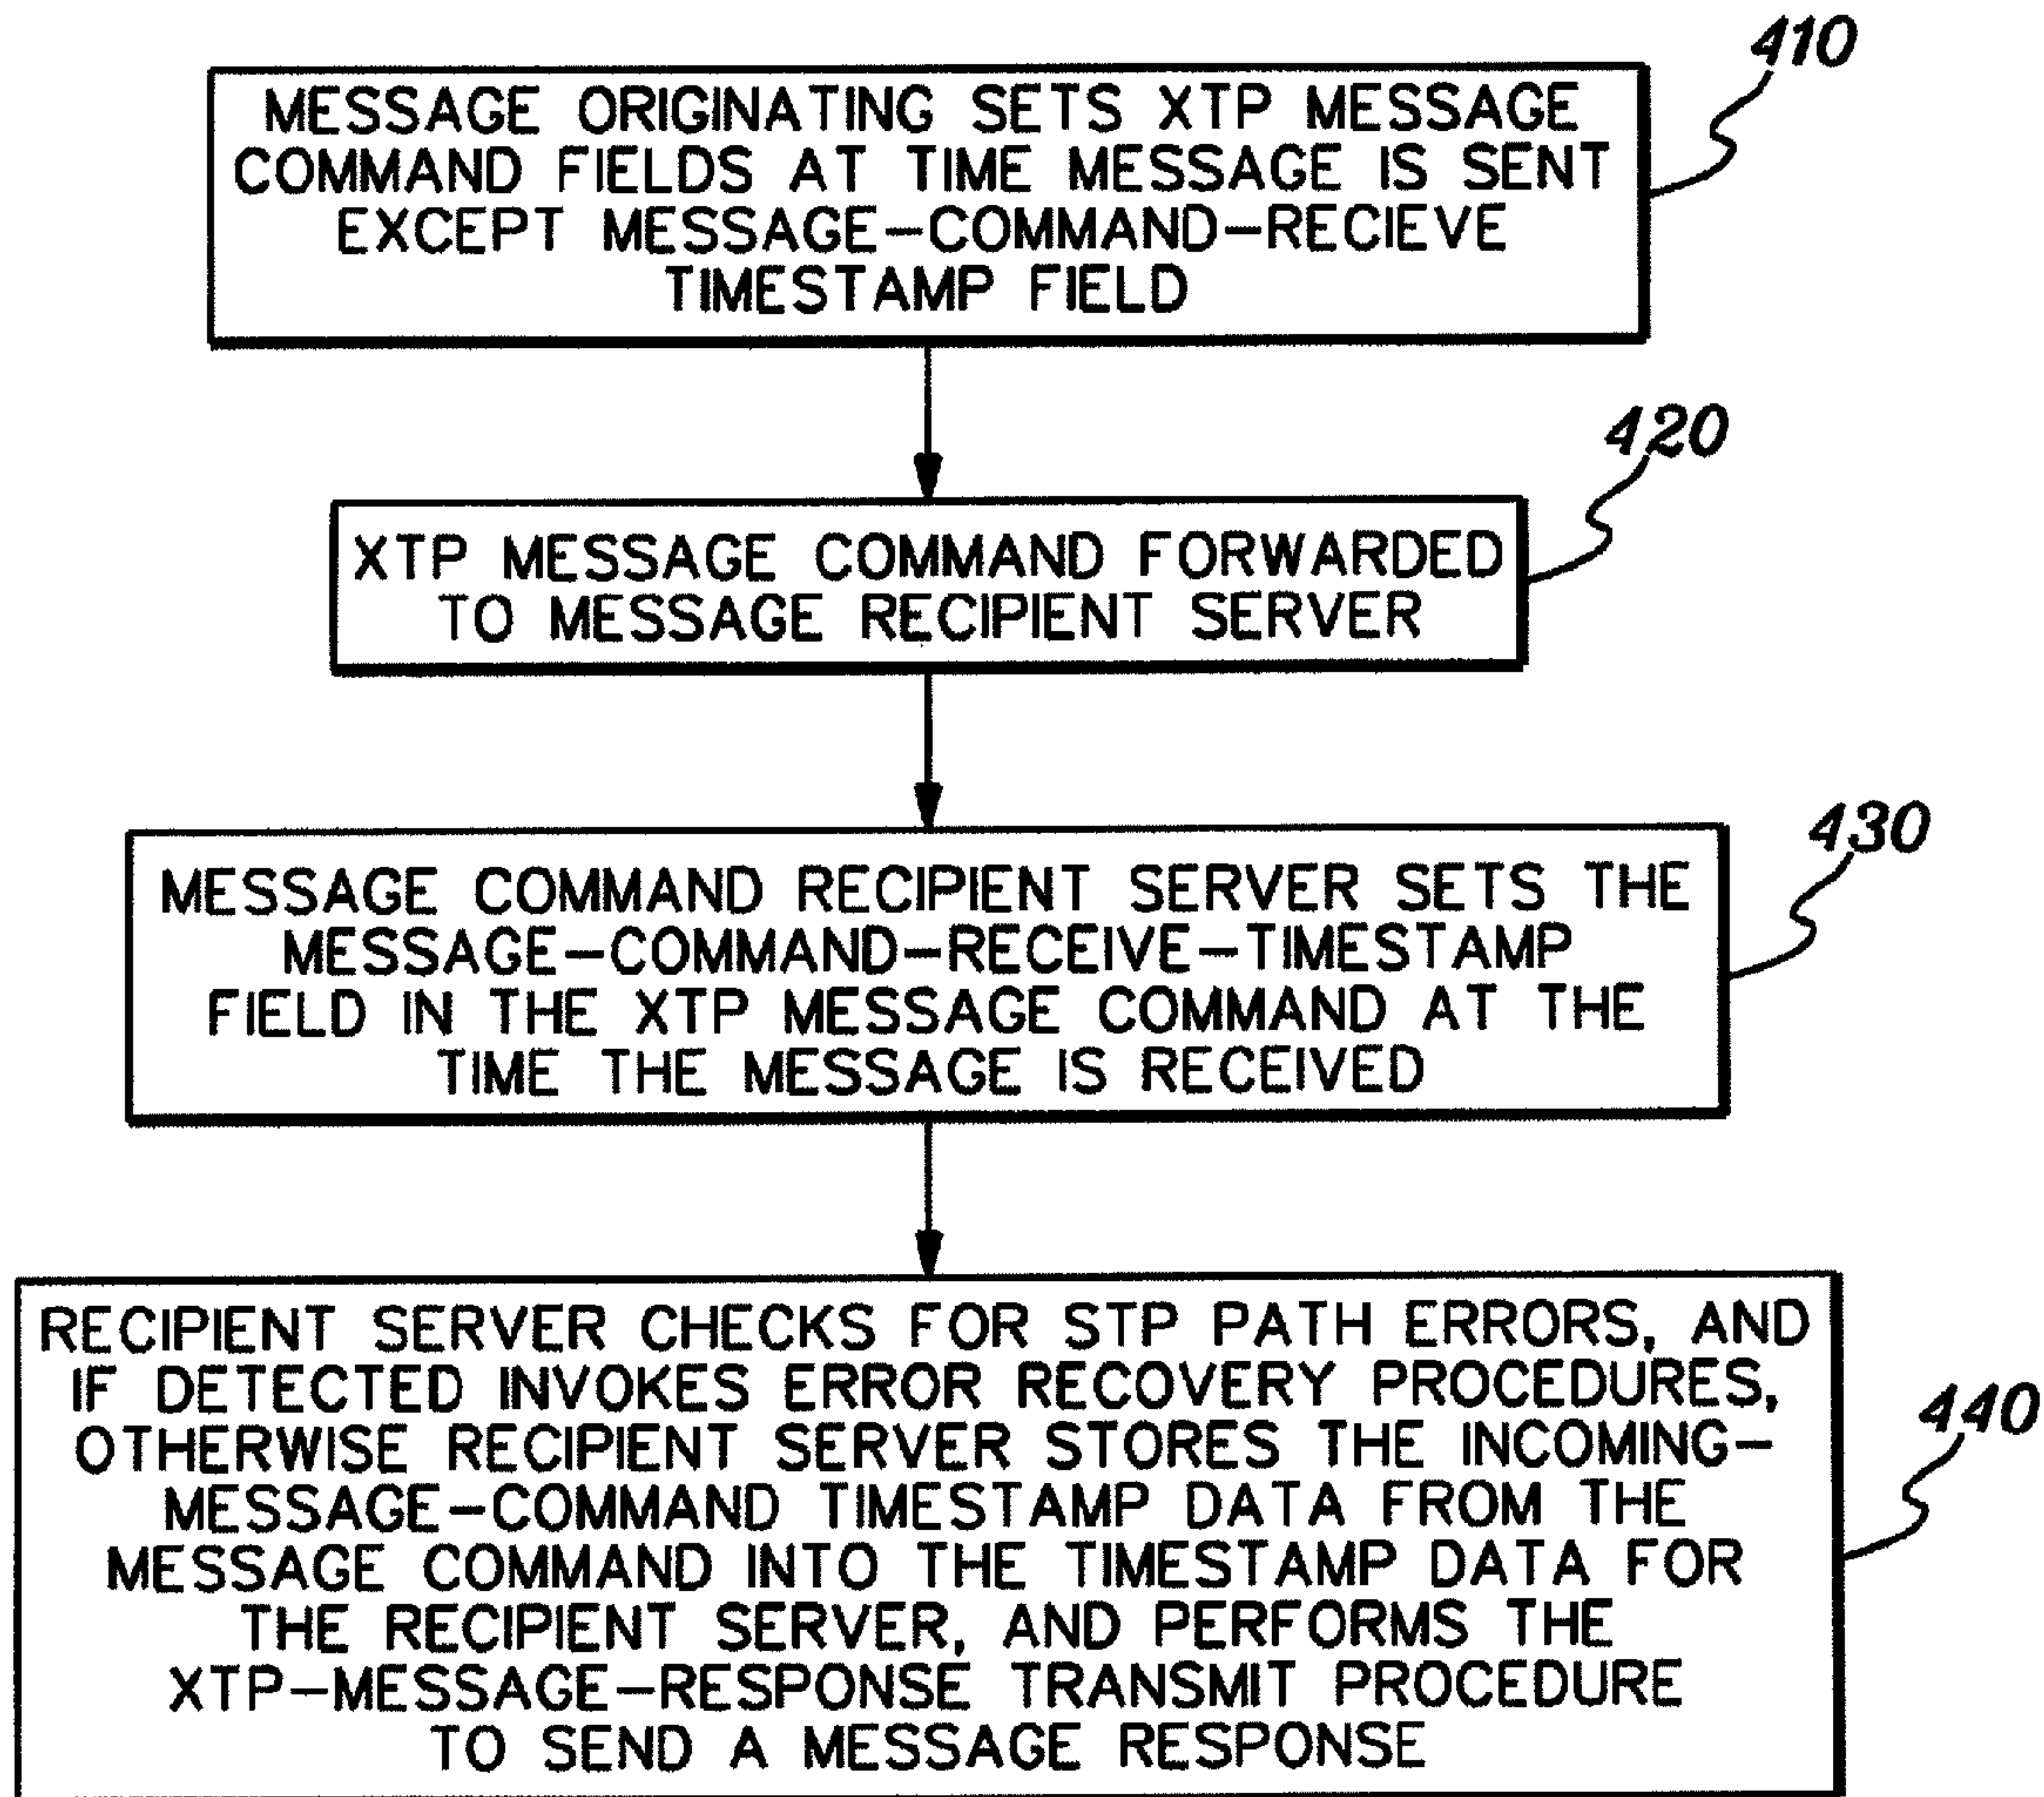 410
MESSAGE ORIGINATING SETS XTP MESSAGE
COMMAND FIELDS AT TIME MESSAGE IS SENT
EXCEPT MESSAGE-COMMAND-RECIEVE
TIMESTAMP FIELD
420
XTP MESSAGE COMMAND FORWARDED
TO MESSAGE RECIPIENT SERVER
430
MESSAGE COMMAND RECIPIENT SERVER SETS THE
MESSAGE-COMMAND-RECEIVE-TIMESTAMP
FIELD IN THE XTP MESSAGE COMMAND AT THE
TIME THE MESSAGE IS RECEIVED
440
RECIPIENT SERVER CHECKS FOR STP PATH ERRORS, AND
IF DETECTED INVOKES ERROR RECOVERY PROCEDURES,
OTHERWISE RECIPIENT SERVER STORES THE INCOMING-
MESSAGE-COMMAND TIMESTAMP DATA FROM THE
MESSAGE COMMAND INTO THE TIMESTAMP DATA FOR
THE RECIPIENT SERVER, AND PERFORMS THE
XTP-MESSAGE-RESPONSE TRANSMIT PROCEDURE
TO SEND A MESSAGE RESPONSE